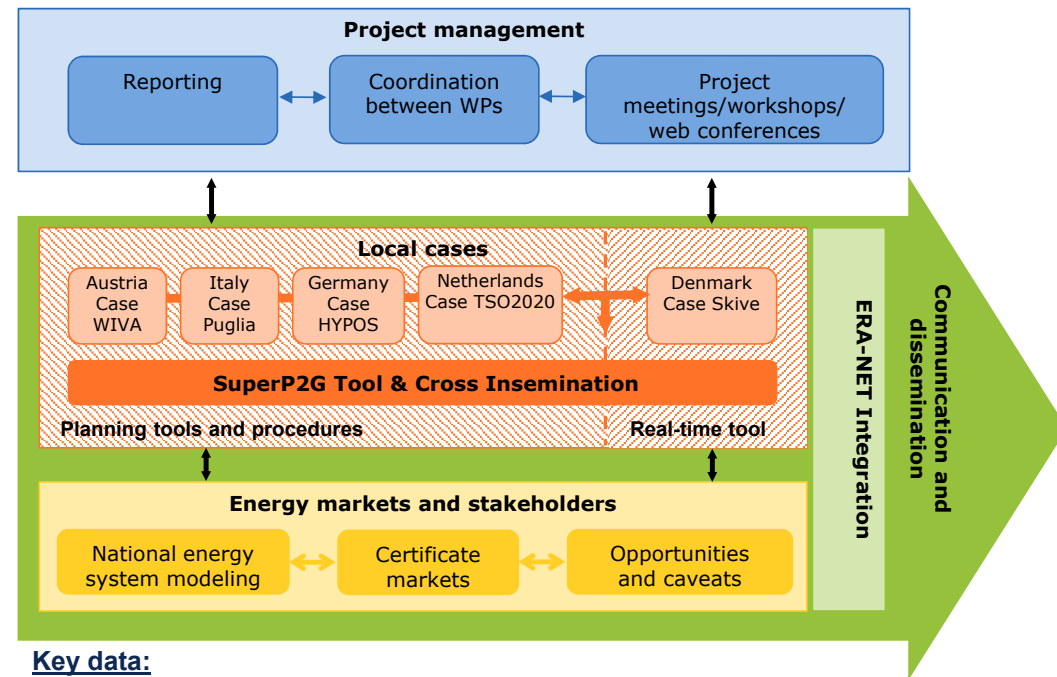 Project management
Reporting
Coordination
between WPs
Project
meetings/workshops/
web conferences
Local cases
Austria
Case
WIVA
Italy
Case
Puglia
Germany
Case
HYPOS
Netherlands
Case TSO2020
Denmark
Case Skive
SuperP2G Tool & Cross Insemination
Planning tools and procedures
Real-time tool
Energy markets and stakeholders
National energy
system modeling
Certificate
markets
Opportunities
and caveats
ERA-NET Integration
Communication and
dissemination
Key data: